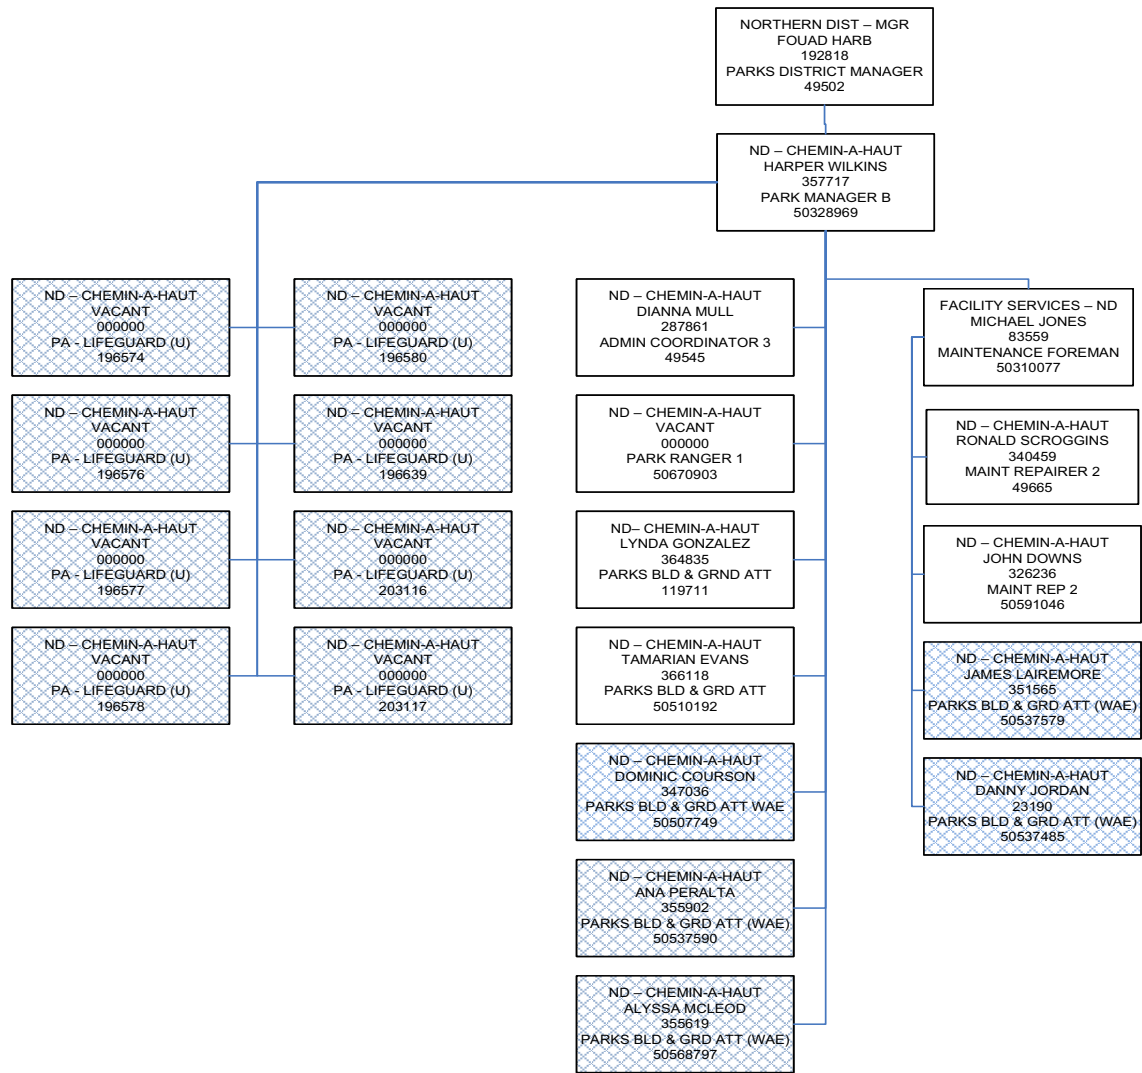 NORTHERN DIST – MGR
FOUAD HARB
192818
PARKS DISTRICT MANAGER
49502
ND – CHEMIN-A-HAUT
HARPER WILKINS
357717
PARK MANAGER B
50328969
ND – CHEMIN-A-HAUT
VACANT
000000
PA - LIFEGUARD (U)
196574
ND – CHEMIN-A-HAUT
VACANT
000000
PA - LIFEGUARD (U)
196580
ND – CHEMIN-A-HAUT
DIANNA MULL
287861
ADMIN COORDINATOR 3
49545
FACILITY SERVICES – ND
MICHAEL JONES
83559
MAINTENANCE FOREMAN
50310077
ND – CHEMIN-A-HAUT
VACANT
000000
PA - LIFEGUARD (U)
196576
ND – CHEMIN-A-HAUT
VACANT
000000
PA - LIFEGUARD (U)
196639
ND – CHEMIN-A-HAUT
VACANT
000000
PARK RANGER 1
50670903
ND – CHEMIN-A-HAUT
RONALD SCROGGINS
340459
MAINT REPAIRER 2
49665
ND – CHEMIN-A-HAUT
VACANT
000000
PA - LIFEGUARD (U)
196577
ND – CHEMIN-A-HAUT
VACANT
000000
PA - LIFEGUARD (U)
203116
ND– CHEMIN-A-HAUT
LYNDA GONZALEZ
364835
PARKS BLD & GRND ATT
119711
ND – CHEMIN-A-HAUT
JOHN DOWNS
326236
MAINT REP 2
50591046
ND – CHEMIN-A-HAUT
VACANT
000000
PA - LIFEGUARD (U)
196578
ND – CHEMIN-A-HAUT
VACANT
000000
PA - LIFEGUARD (U)
203117
ND – CHEMIN-A-HAUT
TAMARIAN EVANS
366118
PARKS BLD & GRD ATT
50510192
ND – CHEMIN-A-HAUT
JAMES LAIREMORE
351565
PARKS BLD & GRD ATT (WAE)
50537579
ND – CHEMIN-A-HAUT
DOMINIC COURSON
347036
PARKS BLD & GRD ATT WAE
50507749
ND – CHEMIN-A-HAUT
DANNY JORDAN
23190
PARKS BLD & GRD ATT (WAE)
50537485
ND – CHEMIN-A-HAUT
ANA PERALTA
355902
PARKS BLD & GRD ATT (WAE)
50537590
ND – CHEMIN-A-HAUT
ALYSSA MCLEOD
355619
PARKS BLD & GRD ATT (WAE)
50568797